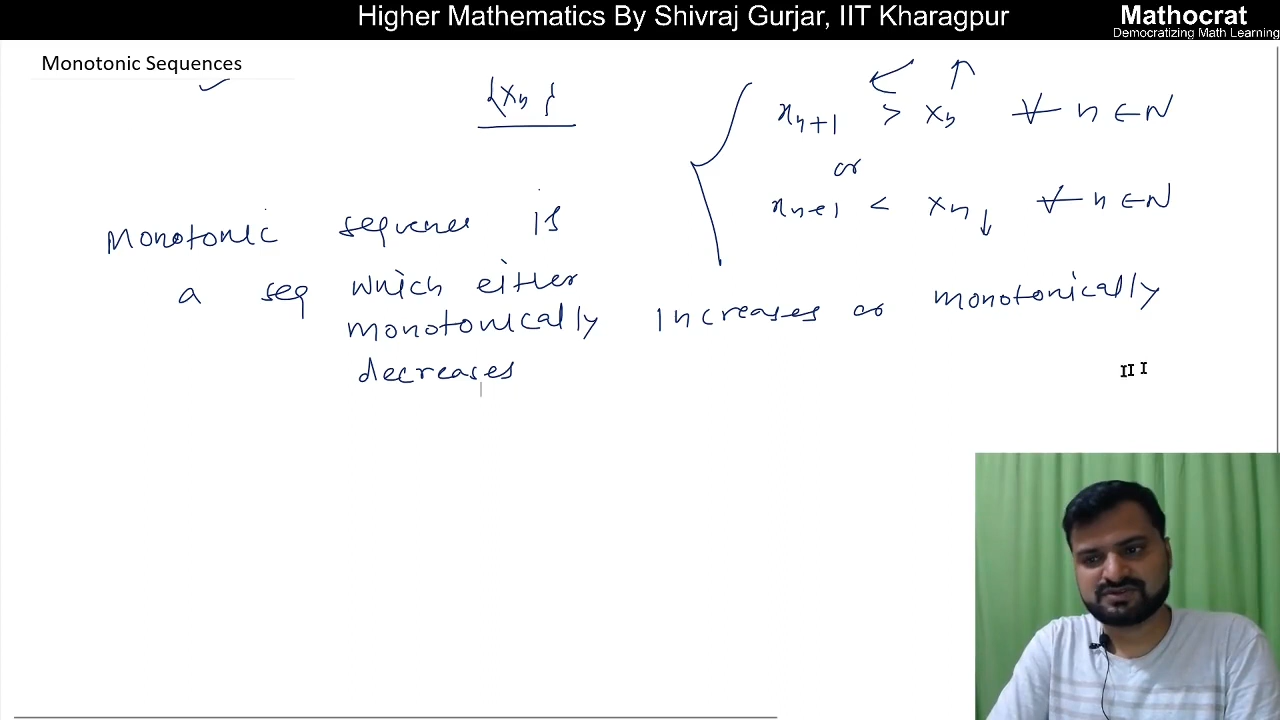 Higher Mathematics By Shivraj Gurjar, IIT Kharagpur
Mathocrat
Democratizing Math Learning
Monotonic Sequences
{xn}
xn+1 > xn ∀ n ∈ N
or
xn+1 < xn ↓ ∀ n ∈ N
Monotonic sequence is
a seq which either
monotonically increases or monotonically
decreases